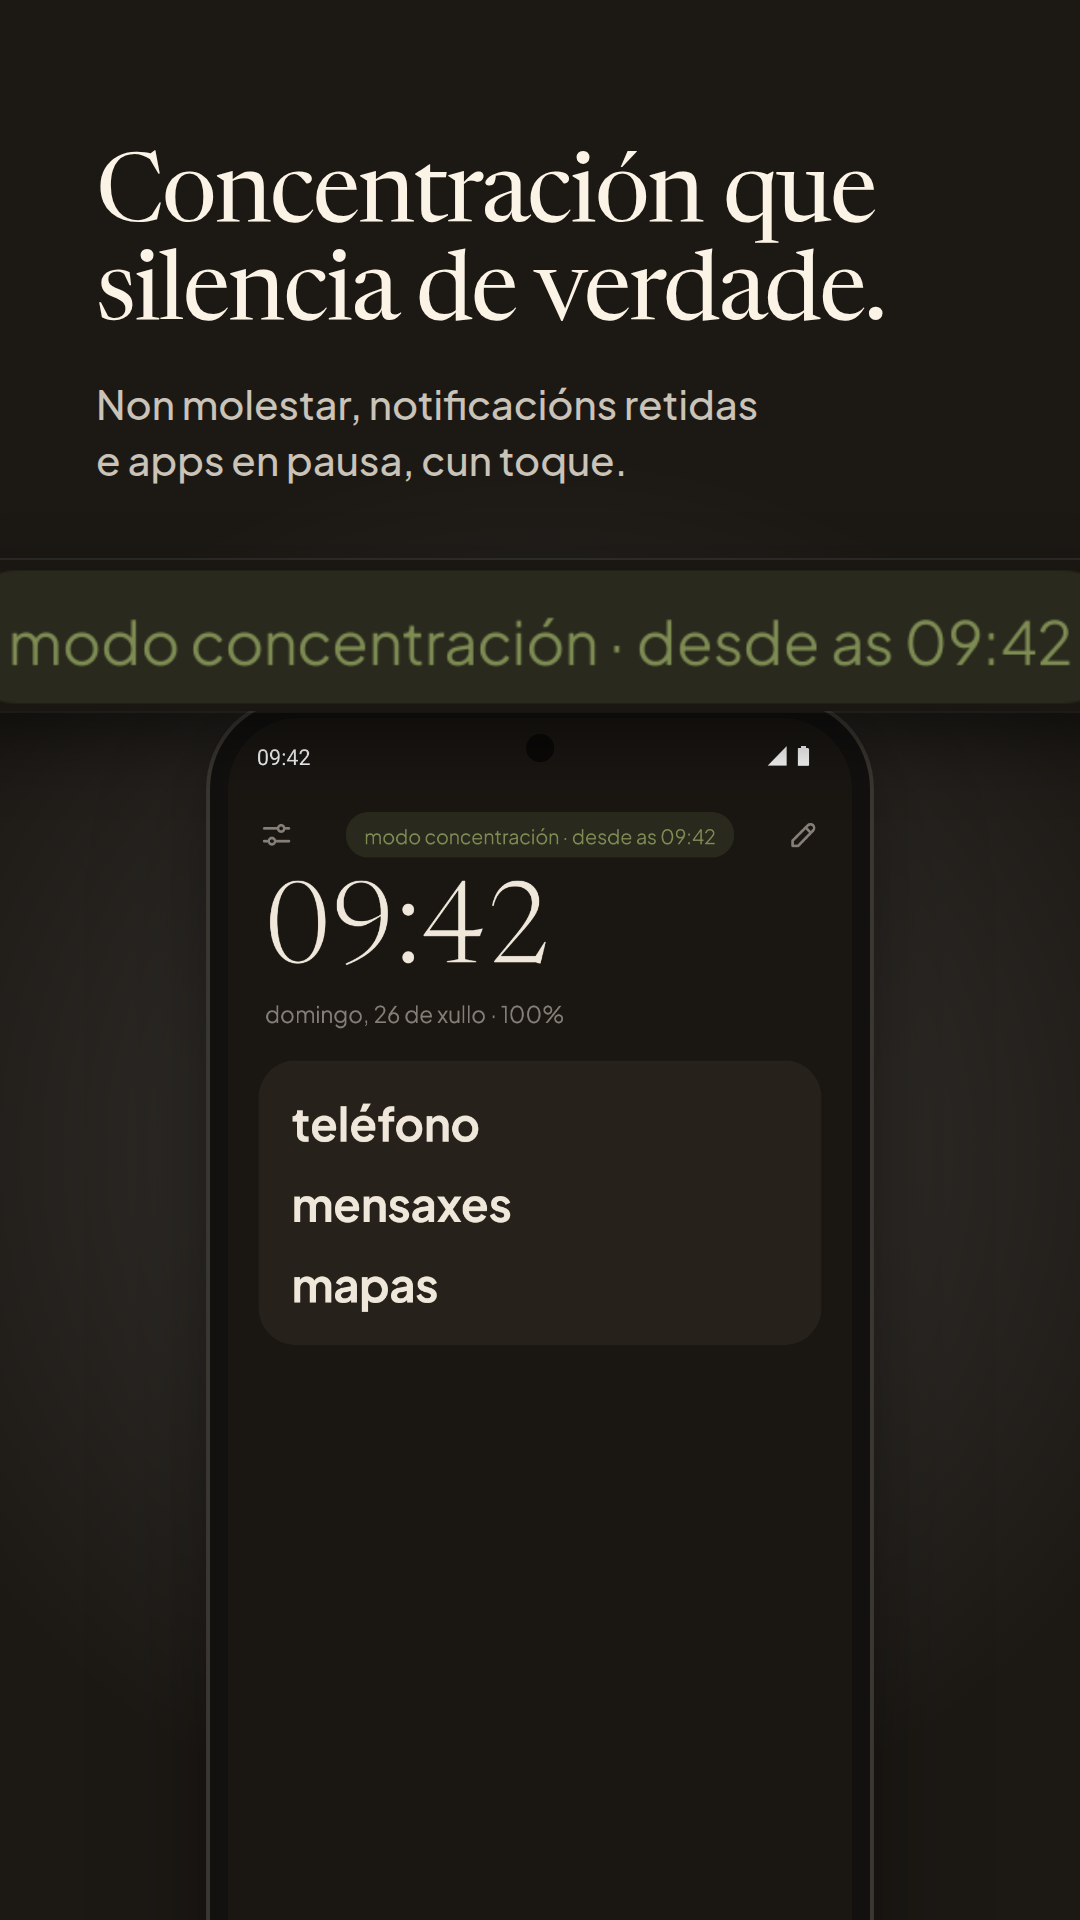 Concentración que
silencia de verdade.
Non molestar, notificacións retidas
e apps en pausa, cun toque.
modo concentración · desde as 09:42
09:42
modo concentración · desde as 09:42
09:42
domingo, 26 de xullo · 100%
teléfono
mensaxes
mapas